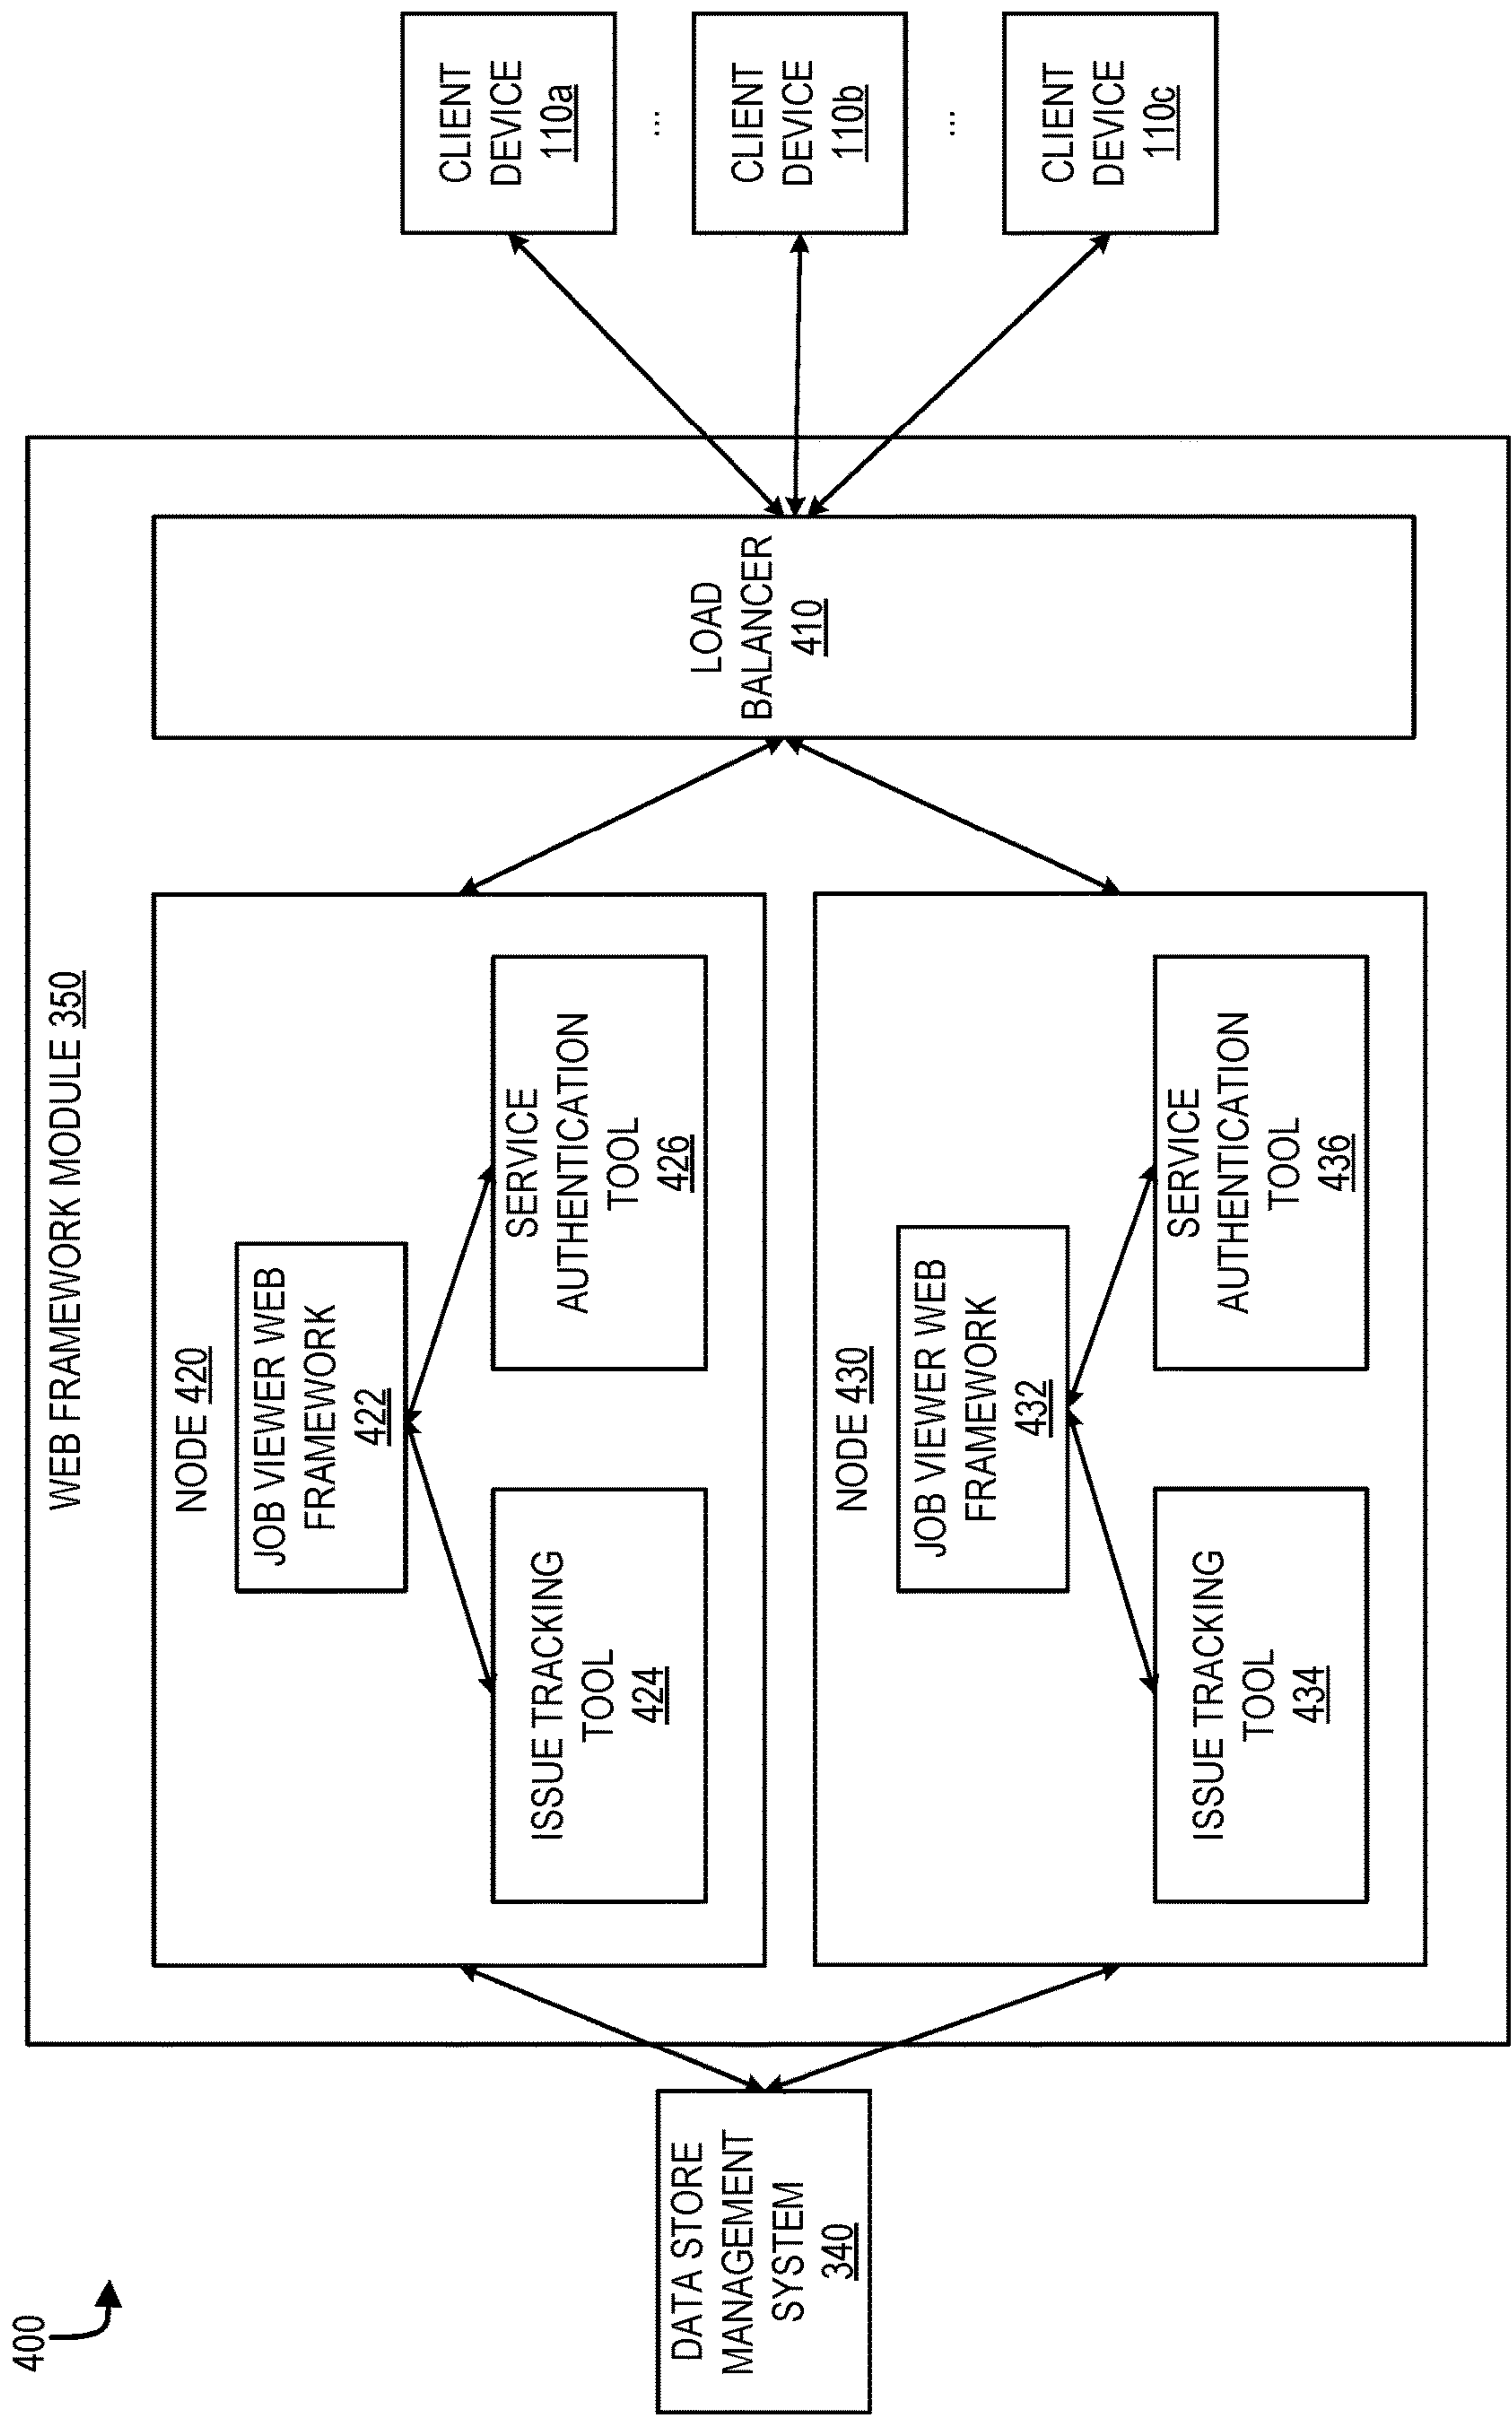 400
WEB FRAMEWORK MODULE 350
DATA STORE
MANAGEMENT
SYSTEM
340
NODE 420
JOB VIEWER WEB
FRAMEWORK
422
ISSUE TRACKING
TOOL
424
SERVICE
AUTHENTICATION
TOOL
426
NODE 430
JOB VIEWER WEB
FRAMEWORK
432
ISSUE TRACKING
TOOL
434
SERVICE
AUTHENTICATION
TOOL
436
LOAD
BALANCER
410
CLIENT
DEVICE
110a
...
CLIENT
DEVICE
110b
...
CLIENT
DEVICE
110c